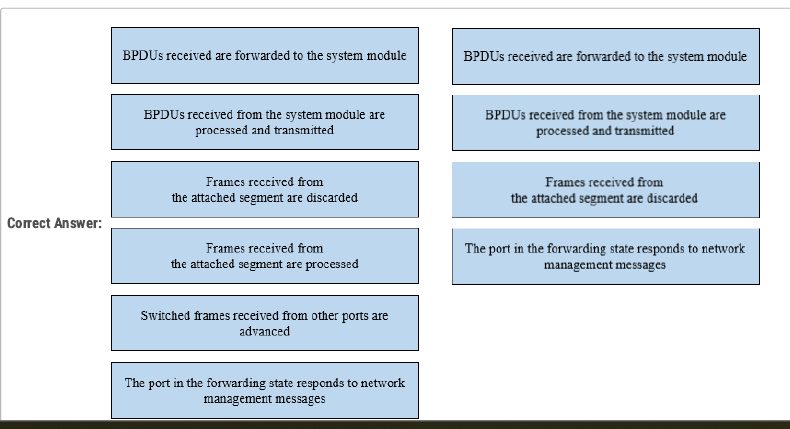 BPDUs received are forwarded to the system module
BPDUs received from the system module are
processed and transmitted
Frames received from
the attached segment are discarded
Correct Answer:
Frames received from
the attached segment are processed
Switched frames received from other ports are
advanced
The port in the forwarding state responds to network
management messages
BPDUs received are forwarded to the system module
BPDUs received from the system module are
processed and transmitted
Frames received from
the attached segment are discarded
The port in the forwarding state responds to network
management messages